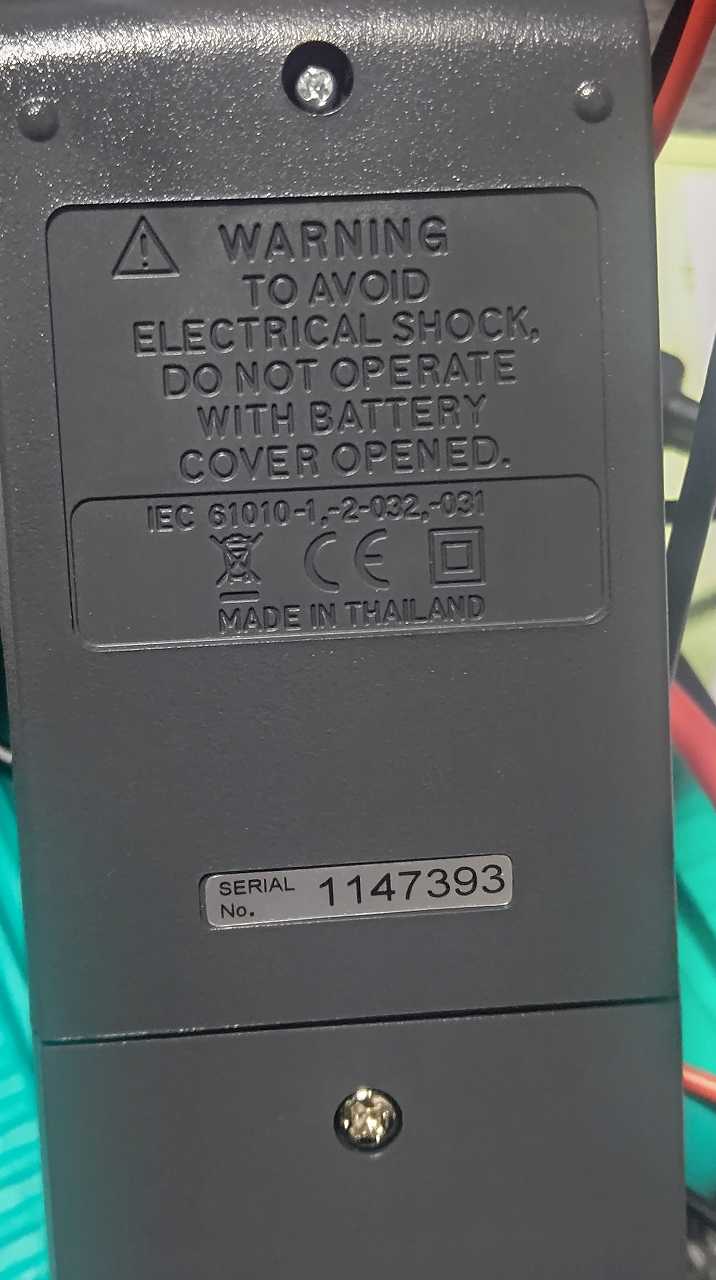 WARNING
TO AVOID
ELECTRICAL SHOCK,
DO NOT OPERATE
WITH BATTERY
COVER OPENED.
IEC 61010-1,-2-032,-031
CE
MADE IN THAILAND
SERIAL No. 1147393